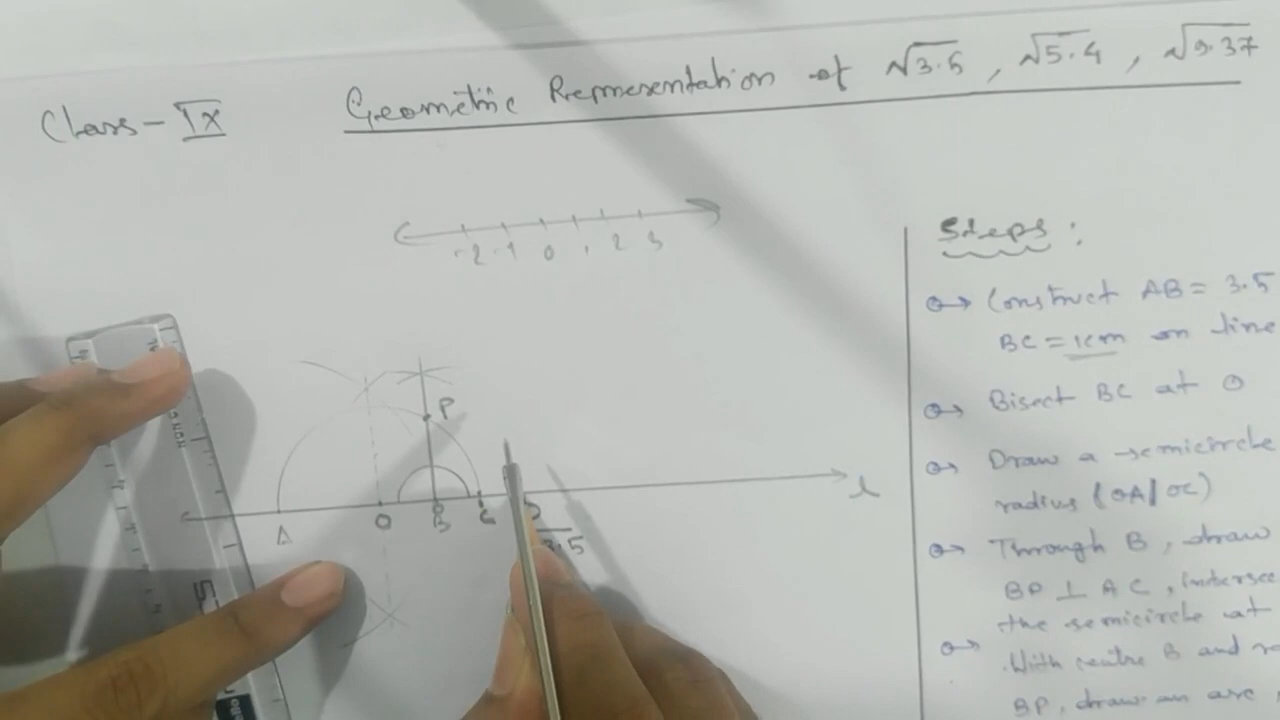 Class - IX
Geometric Representation of √3.5, √5.4, √9.37
-2 -1 0 1 2 3
P
A O B C D l
√3.5
Steps :
Construct AB = 3.5
BC = 1cm on line
Bisect BC at O
Draw a semicircle
radius (OA/OC)
Through B, draw
BP ⊥ AC, intersec
the semicircle at
With centre B and
BP, draw an arc